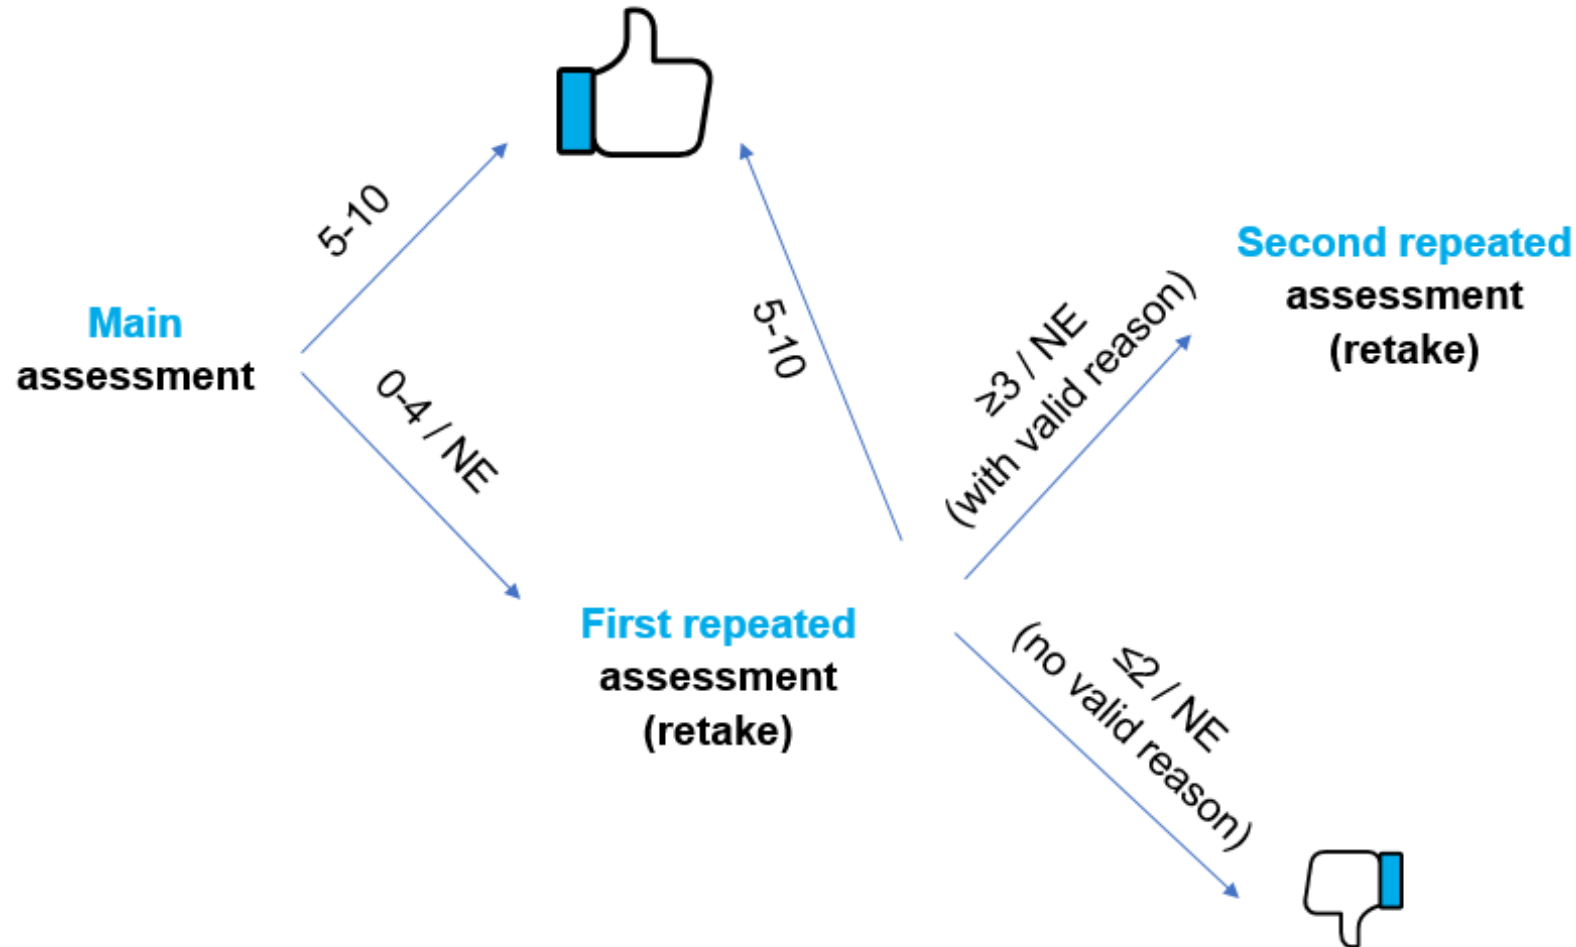 5-10
Main
assessment
0-4 / NE
5-10
≥3 / NE
(with valid reason)
Second repeated
assessment
(retake)
First repeated
assessment
(retake)
≤2 / NE
(no valid reason)